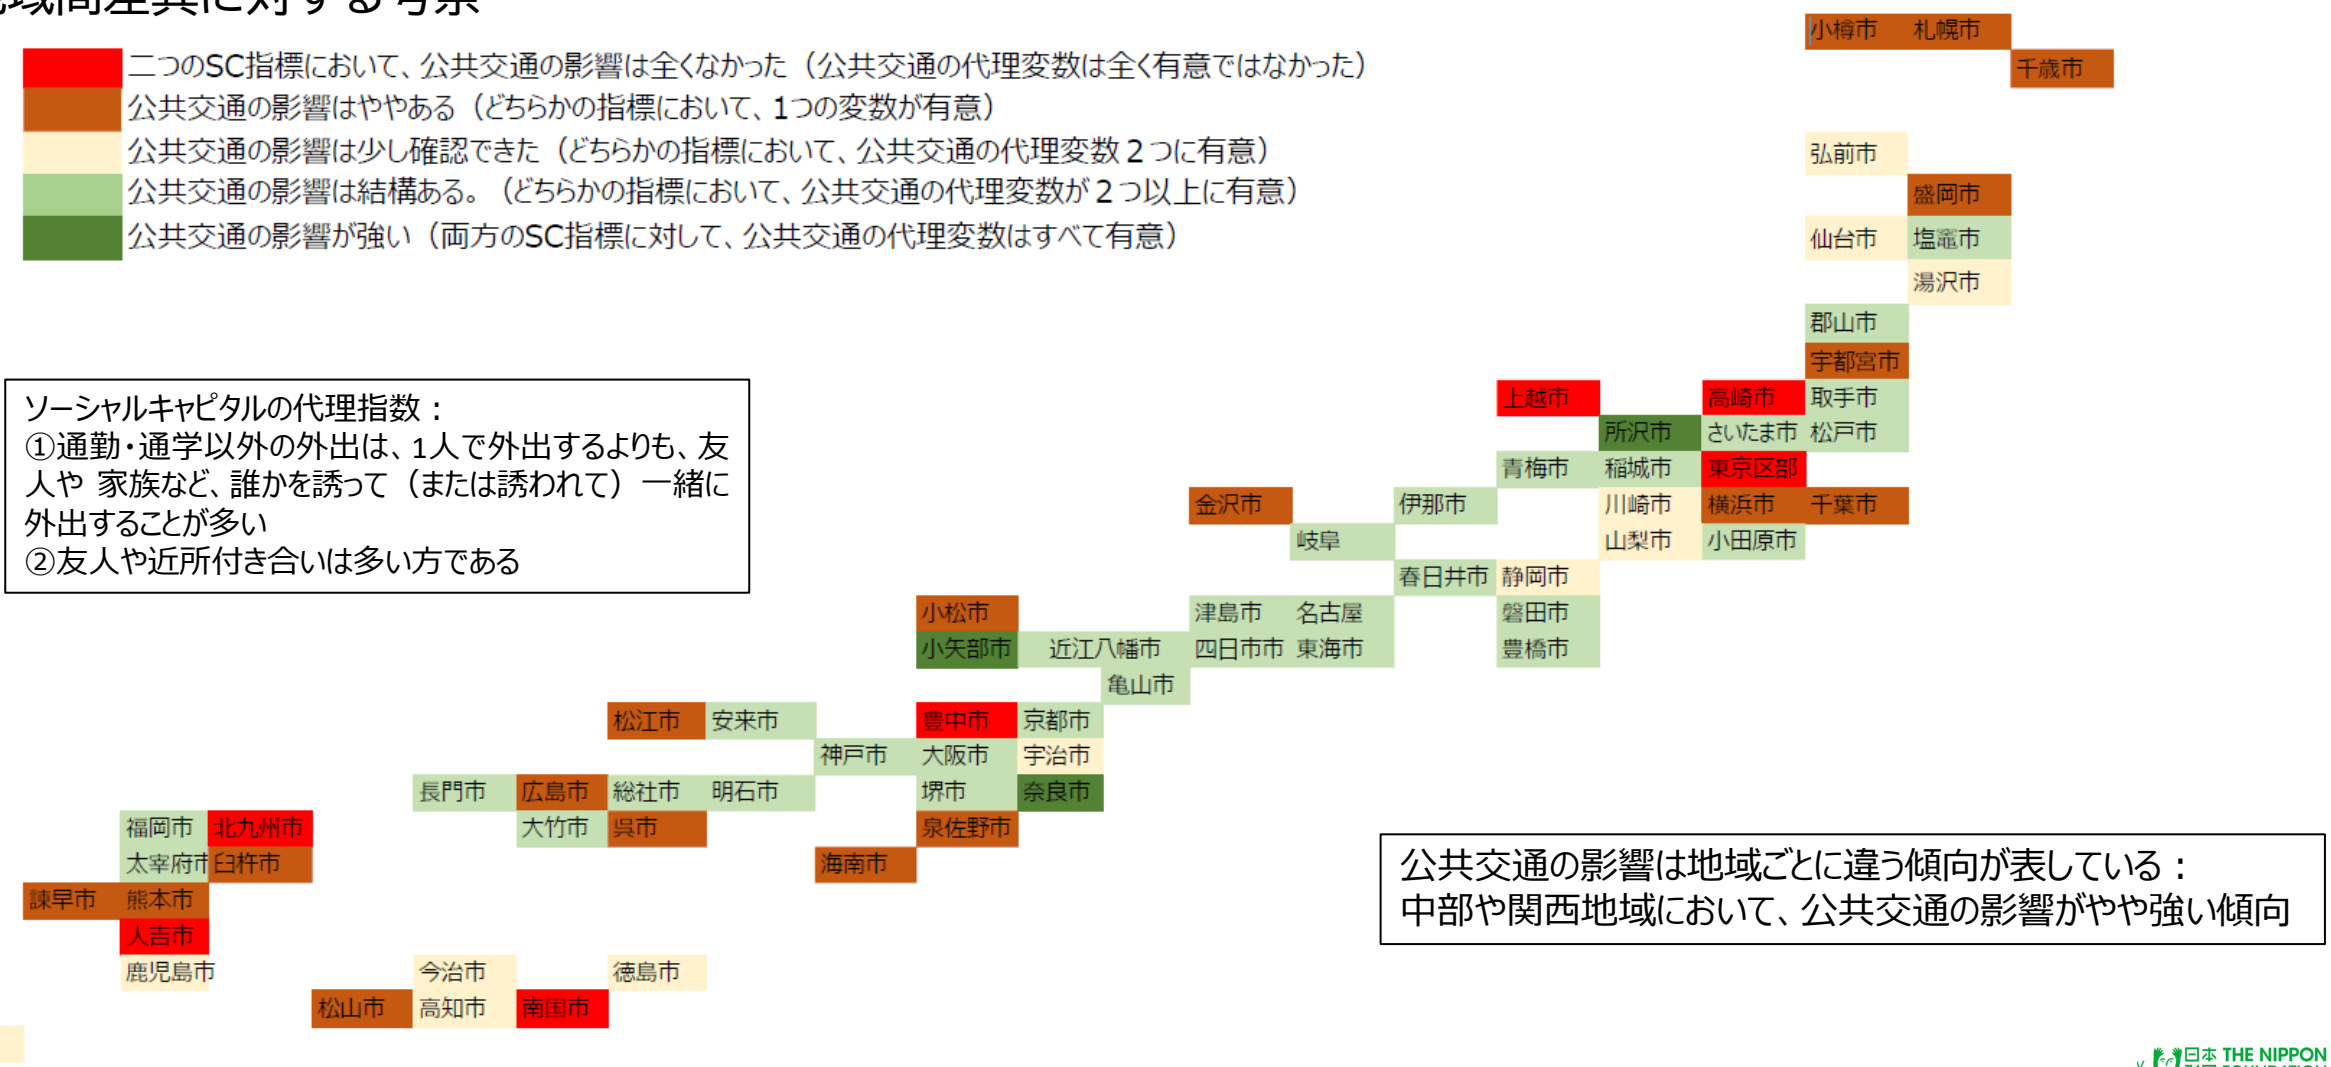 地域間差異に対する考察
二つのSC指標において、公共交通の影響は全くなかった（公共交通の代理変数は全く有意ではなかった）
公共交通の影響はややある（どちらかの指標において、1つの変数が有意）
公共交通の影響は少し確認できた（どちらかの指標において、公共交通の代理変数２つに有意）
公共交通の影響は結構ある。（どちらかの指標において、公共交通の代理変数が２つ以上に有意）
公共交通の影響が強い（両方のSC指標に対して、公共交通の代理変数はすべて有意）
小樽市 札幌市
千歳市
弘前市
盛岡市
仙台市 塩竈市
湯沢市
郡山市
宇都宮市
上越市 高崎市 取手市
所沢市 さいたま市 松戸市
青梅市 稲城市 東京区部
金沢市 伊那市 川崎市 横浜市 千葉市
岐阜 山梨市 小田原市
春日井市 静岡市
小松市 津島市 名古屋 磐田市
小矢部市 近江八幡市 四日市市 東海市 豊橋市
亀山市
松江市 安来市 豊中市 京都市
神戸市 大阪市 宇治市
長門市 広島市 総社市 明石市 堺市 奈良市
福岡市 北九州市 大竹市 呉市 泉佐野市
太宰府市 臼杵市 海南市
諫早市 熊本市
人吉市
鹿児島市 今治市 徳島市
松山市 高知市 南国市
ソーシャルキャピタルの代理指数：
①通勤・通学以外の外出は、1人で外出するよりも、友
人や 家族など、誰かを誘って（または誘われて）一緒に
外出することが多い
②友人や近所付き合いは多い方である
公共交通の影響は地域ごとに違う傾向が表している：
中部や関西地域において、公共交通の影響がやや強い傾向
日本 THE NIPPON